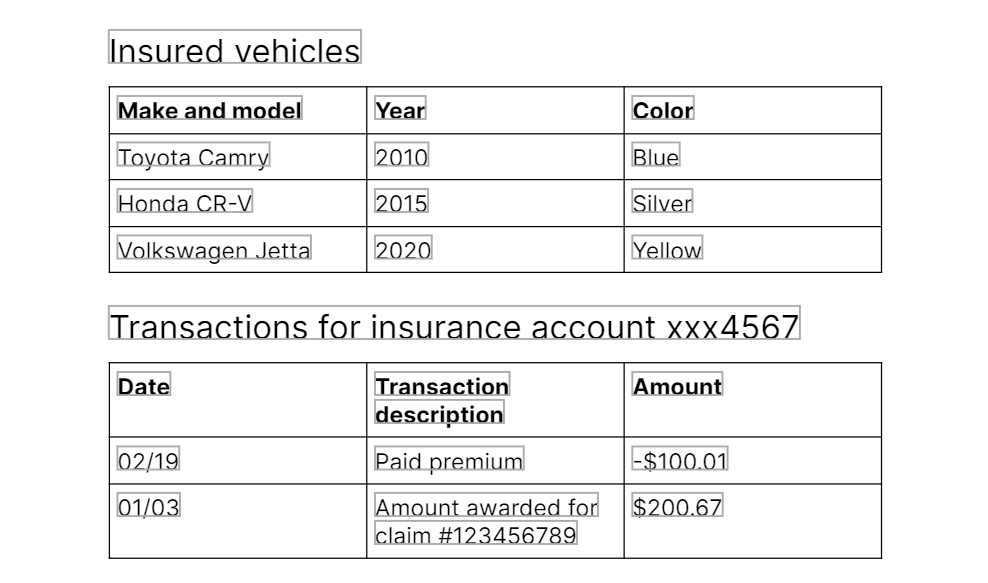 Insured vehicles
Make and model Year Color
Toyota Camry 2010 Blue
Honda CR-V 2015 Silver
Volkswagen Jetta 2020 Yellow
Transactions for insurance account xxx4567
Date Transaction Amount
description
02/19 Paid premium -$100.01
01/03 Amount awarded for $200.67
claim #123456789